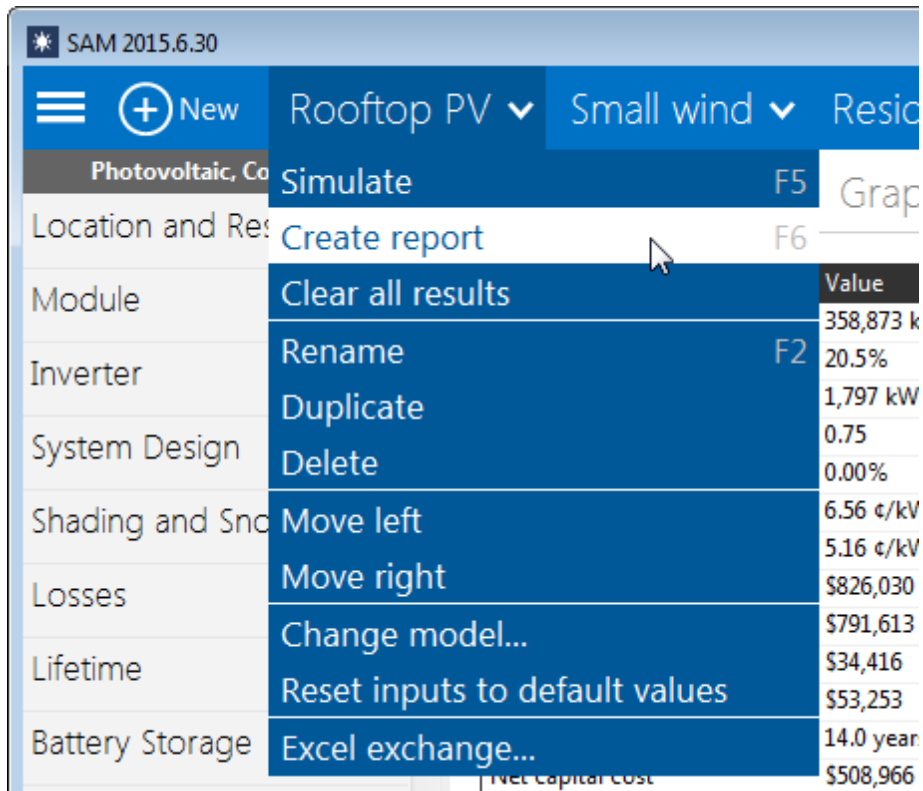 SAM 2015.6.30
New
Rooftop PV
Small wind
Photovoltaic,
Location and
Module
Inverter
System Design
Shading and
Losses
Lifetime
Battery Storage
Simulate F5
Create report F6
Clear all results
Rename F2
Duplicate
Delete
Move left
Move right
Change model...
Reset inputs to default values
Excel exchange...
Value
358,873
20.5%
1,797
0.75
0.00%
6.56
5.16
$826,030
$791,613
$34,416
$53,253
14.0 years
Net capital cost $508,966